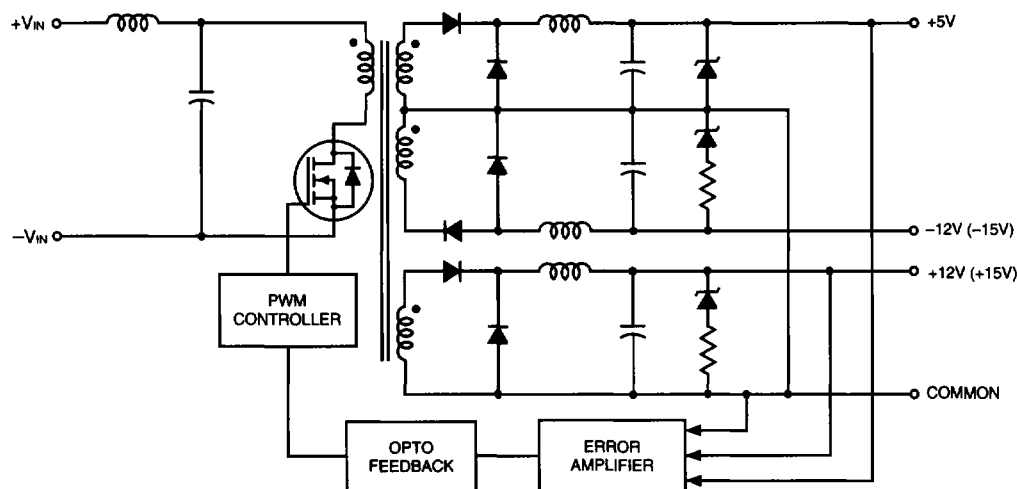 +VIN
+5V
−VIN
−12V (−15V)
+12V (+15V)
PWM
CONTROLLER
COMMON
OPTO
FEEDBACK
ERROR
AMPLIFIER